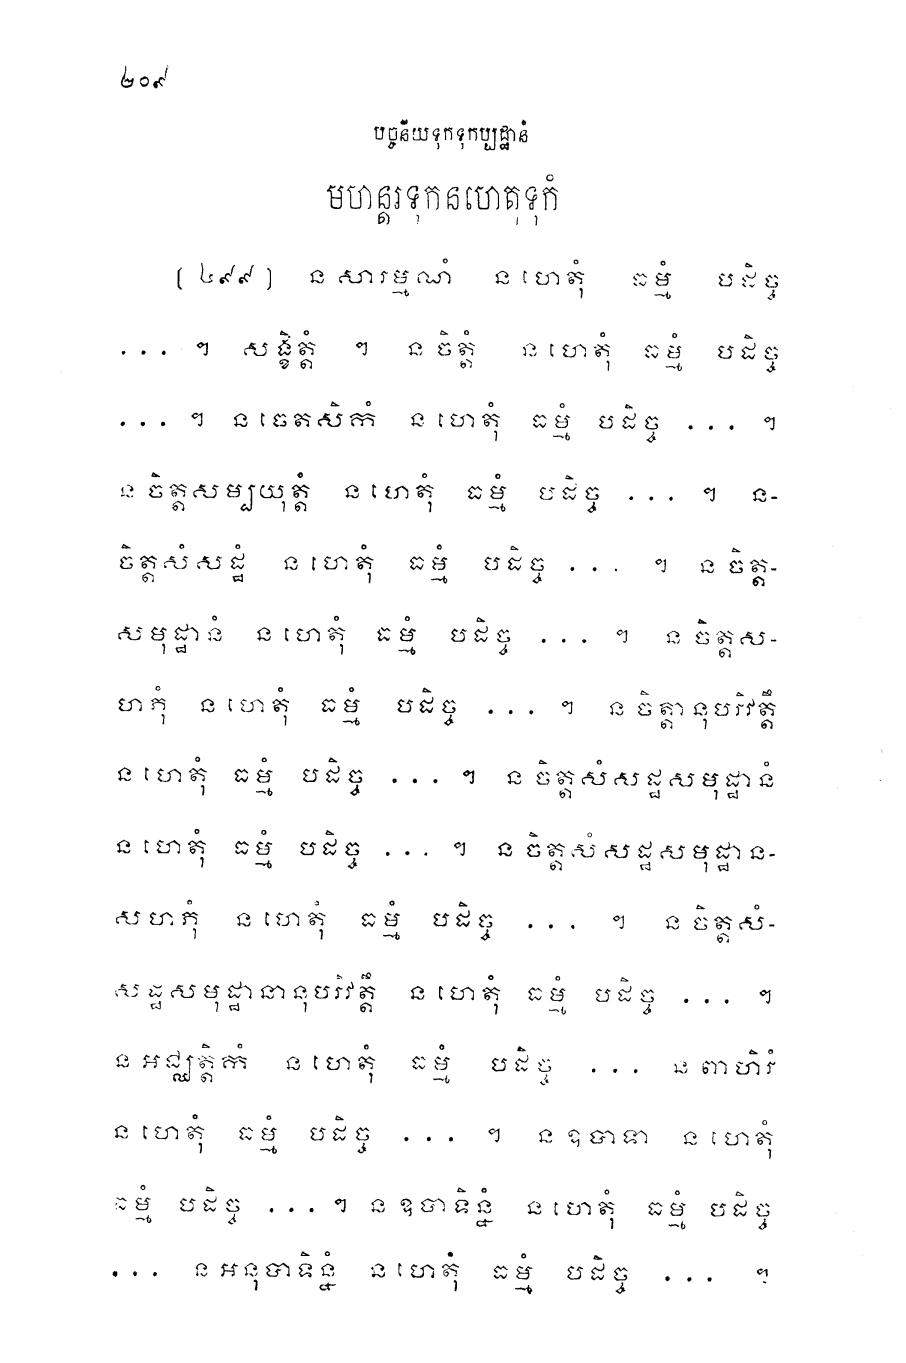 ២០៩
បច្ចនីយទុកទុកប្បដ្ឋានំ
មហន្តរទុកនហេតុទុកំ
[ ៤៩៩ ] ន សារម្មណំ ន ហេតុំ ធម្មំ បដិច្ច
... ។ សង្ខិត្តំ ។ ន ចិត្តំ ន ហេតុំ ធម្មំ បដិច្ច
... ។ ន ចេតសិកំ ន ហេតុំ ធម្មំ បដិច្ច ... ។
ន ចិត្តសម្បយុត្តំ ន ហេតុំ ធម្មំ បដិច្ច ... ។ ន-
ចិត្តសំសដ្ឋំ ន ហេតុំ ធម្មំ បដិច្ច ... ។ ន ចិត្ត-
សមុដ្ឋានំ ន ហេតុំ ធម្មំ បដិច្ច ... ។ ន ចិត្តស-
ហភុំ ន ហេតុំ ធម្មំ បដិច្ច ... ។ ន ចិត្តានុបរិវត្តឹ
ន ហេតុំ ធម្មំ បដិច្ច ... ។ ន ចិត្តសំសដ្ឋសមុដ្ឋានំ
ន ហេតុំ ធម្មំ បដិច្ច ... ។ ន ចិត្តសំសដ្ឋសមុដ្ឋាន-
សហភុំ ន ហេតុំ ធម្មំ បដិច្ច ... ។ ន ចិត្តសំ-
សដ្ឋសមុដ្ឋានានុបរិវត្តឹ ន ហេតុំ ធម្មំ បដិច្ច ... ។
ន អជ្ឈត្តិកំ ន ហេតុំ ធម្មំ បដិច្ច ... ន ពាហិរំ
ន ហេតុំ ធម្មំ បដិច្ច ... ។ ន ឧបាទា ន ហេតុំ
ធម្មំ បដិច្ច ... ។ ន ឧបាទិន្នំ ន ហេតុំ ធម្មំ បដិច្ច
... ន អនុបាទិន្នំ ន ហេតុំ ធម្មំ បដិច្ច ... ។